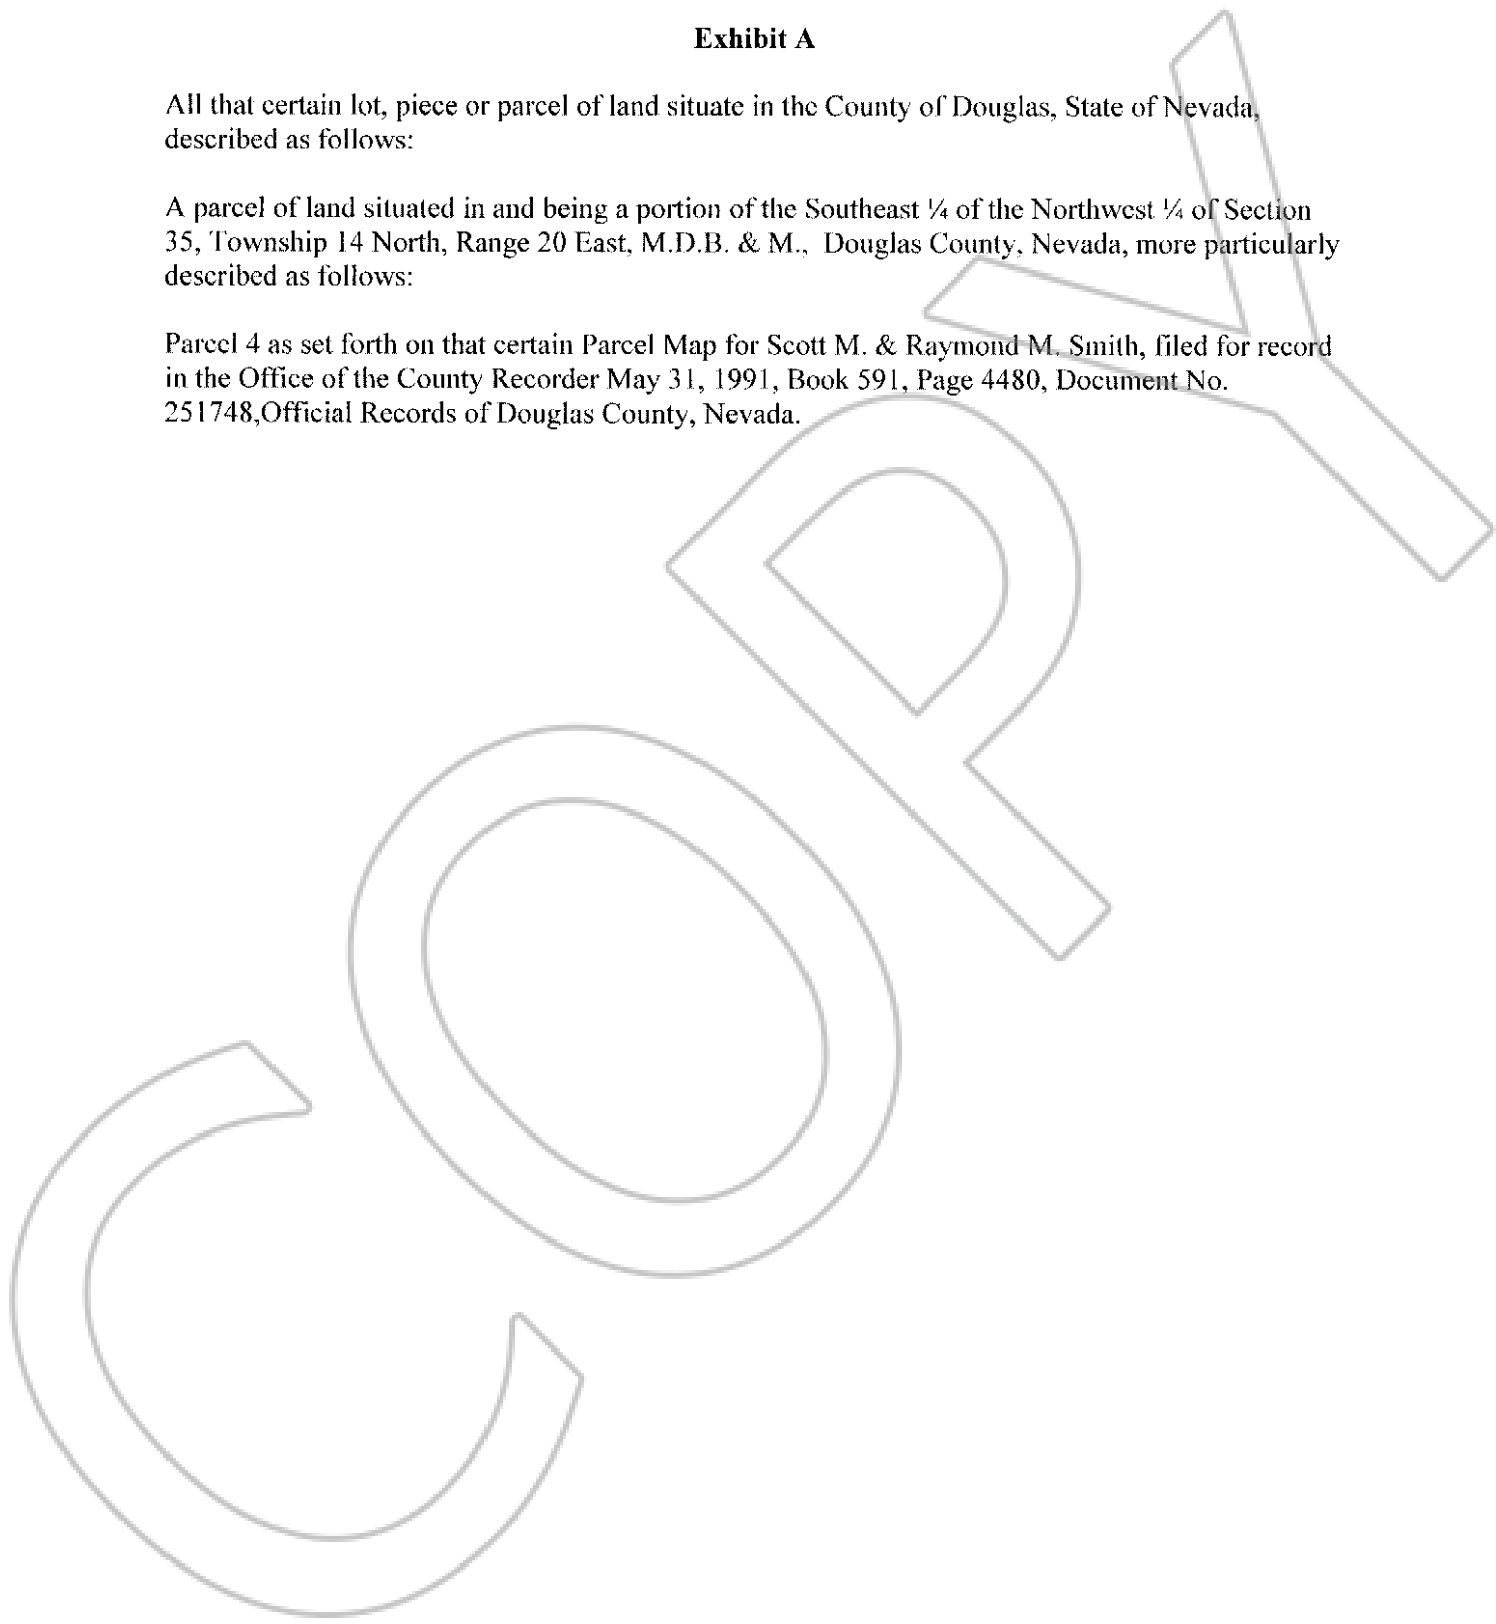 Exhibit A
All that certain lot, piece or parcel of land situate in the County of Douglas, State of Nevada,
described as follows:
A parcel of land situated in and being a portion of the Southeast ¼ of the Northwest ¼ of Section
35, Township 14 North, Range 20 East, M.D.B. & M., Douglas County, Nevada, more particularly
described as follows:
Parcel 4 as set forth on that certain Parcel Map for Scott M. & Raymond M. Smith, filed for record
in the Office of the County Recorder May 31, 1991, Book 591, Page 4480, Document No.
251748,Official Records of Douglas County, Nevada.
COPY